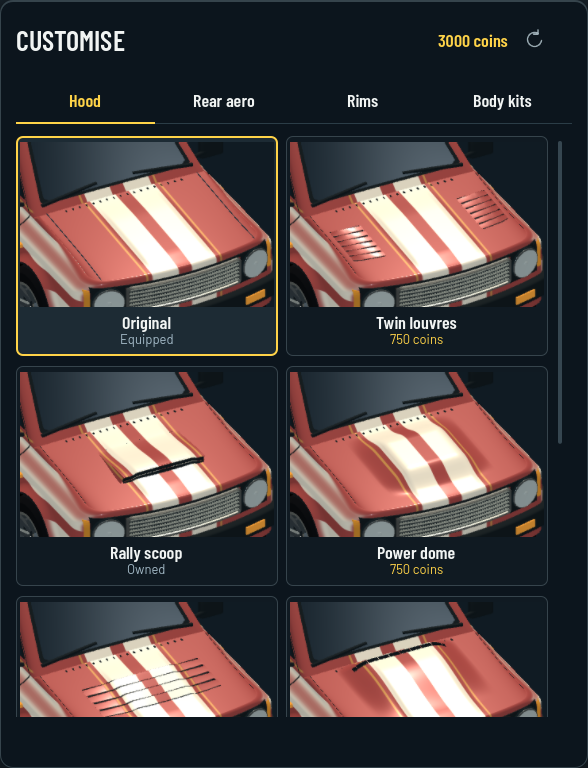 CUSTOMISE
3000 coins
Hood
Rear aero
Rims
Body kits
Original
Equipped
Twin louvres
750 coins
Rally scoop
Owned
Power dome
750 coins